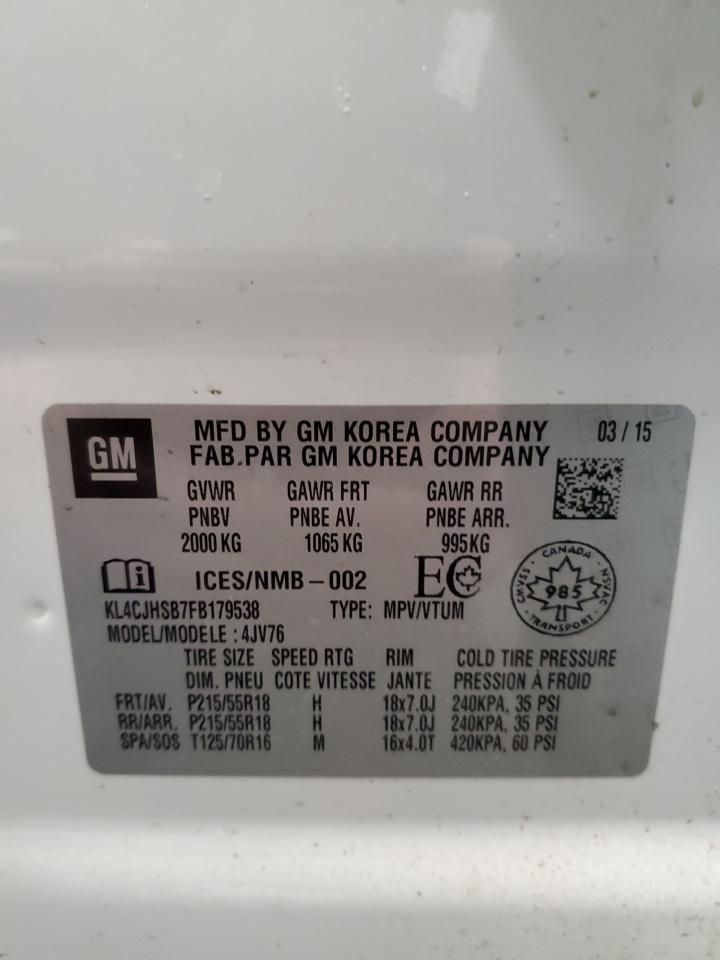 GM
MFD BY GM KOREA COMPANY 03 / 15
FAB.PAR GM KOREA COMPANY
GVWR GAWR FRT GAWR RR
PNBV PNBE AV. PNBE ARR.
2000 KG 1065 KG 995KG
i ICES/NMB-002 EC
CANADA CMVSS NSVAC 985 TRANSPORT
KL4CJHSB7FB179538 TYPE: MPV/VTUM
MODEL/MODELE : 4JV76
TIRE SIZE SPEED RTG RIM COLD TIRE PRESSURE
DIM. PNEU COTE VITESSE JANTE PRESSION À FROID
FRT/AV. P215/55R18 H 18x7.0J 240KPA, 35 PSI
RR/ARR. P215/55R18 H 18x7.0J 240KPA, 35 PSI
SPA/SOS T125/70R16 M 16x4.0T 420KPA, 60 PSI